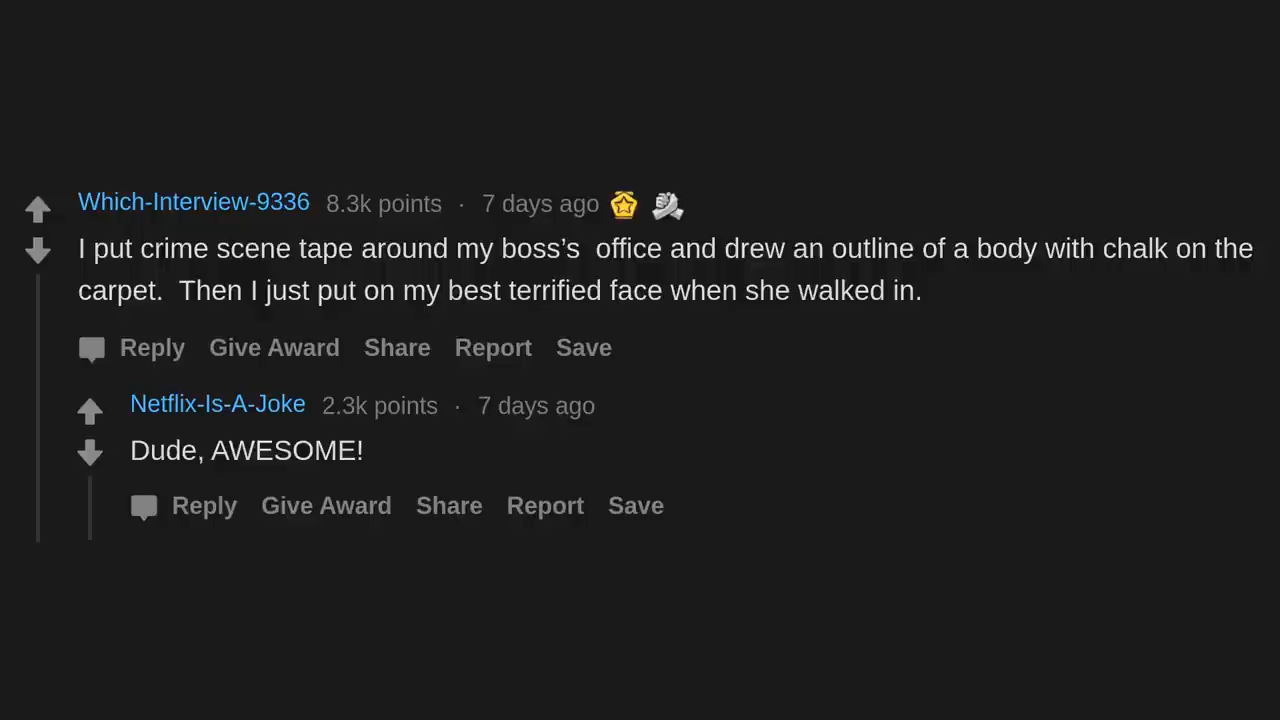 Which-Interview-9336 8.3k points · 7 days ago
I put crime scene tape around my boss’s  office and drew an outline of a body with chalk on the
carpet.  Then I just put on my best terrified face when she walked in.
Reply Give Award Share Report Save
Netflix-Is-A-Joke 2.3k points · 7 days ago
Dude, AWESOME!
Reply Give Award Share Report Save